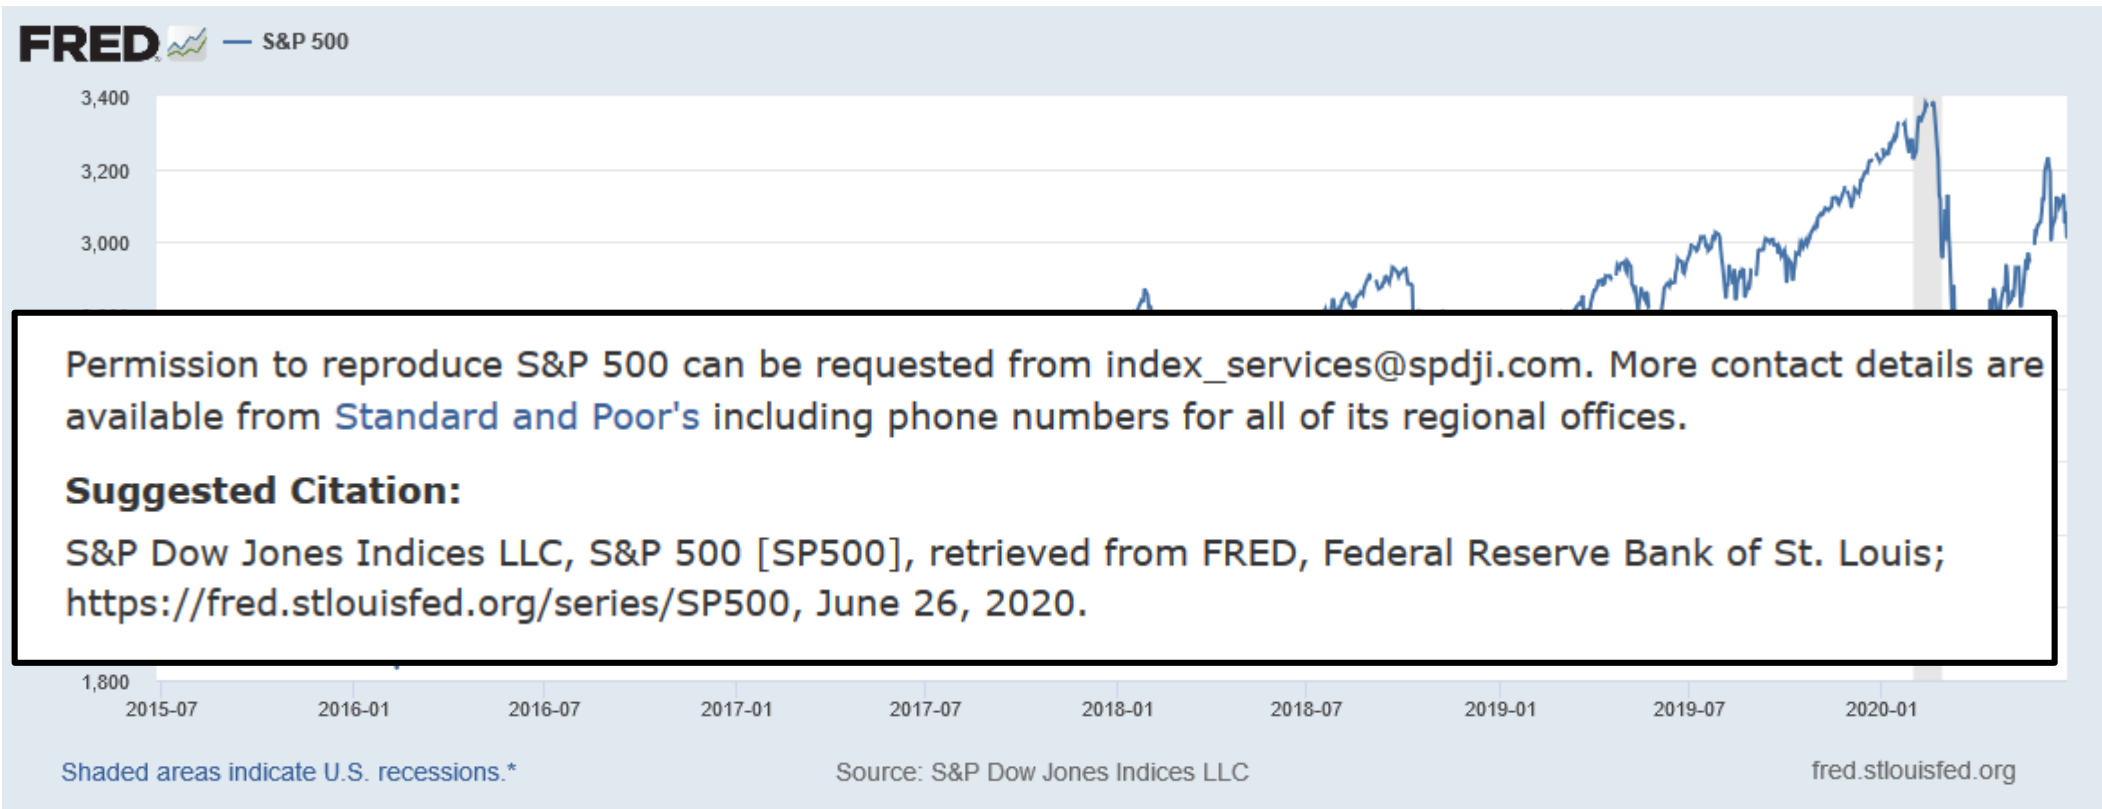 FRED — S&P 500
3,400
3,200
3,000
Permission to reproduce S&P 500 can be requested from index_services@spdji.com. More contact details are
available from Standard and Poor's including phone numbers for all of its regional offices.
Suggested Citation:
S&P Dow Jones Indices LLC, S&P 500 [SP500], retrieved from FRED, Federal Reserve Bank of St. Louis;
https://fred.stlouisfed.org/series/SP500, June 26, 2020.
1,800
2015-07 2016-01 2016-07 2017-01 2017-07 2018-01 2018-07 2019-01 2019-07 2020-01
Shaded areas indicate U.S. recessions.* Source: S&P Dow Jones Indices LLC fred.stlouisfed.org